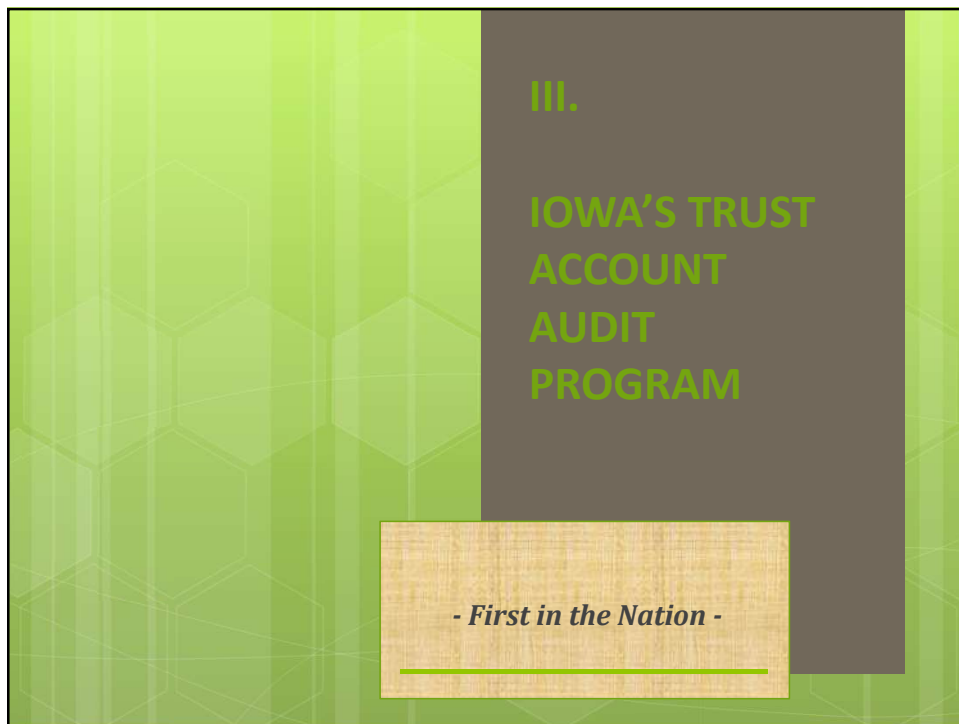 III.
IOWA’S TRUST
ACCOUNT
AUDIT
PROGRAM
- First in the Nation -